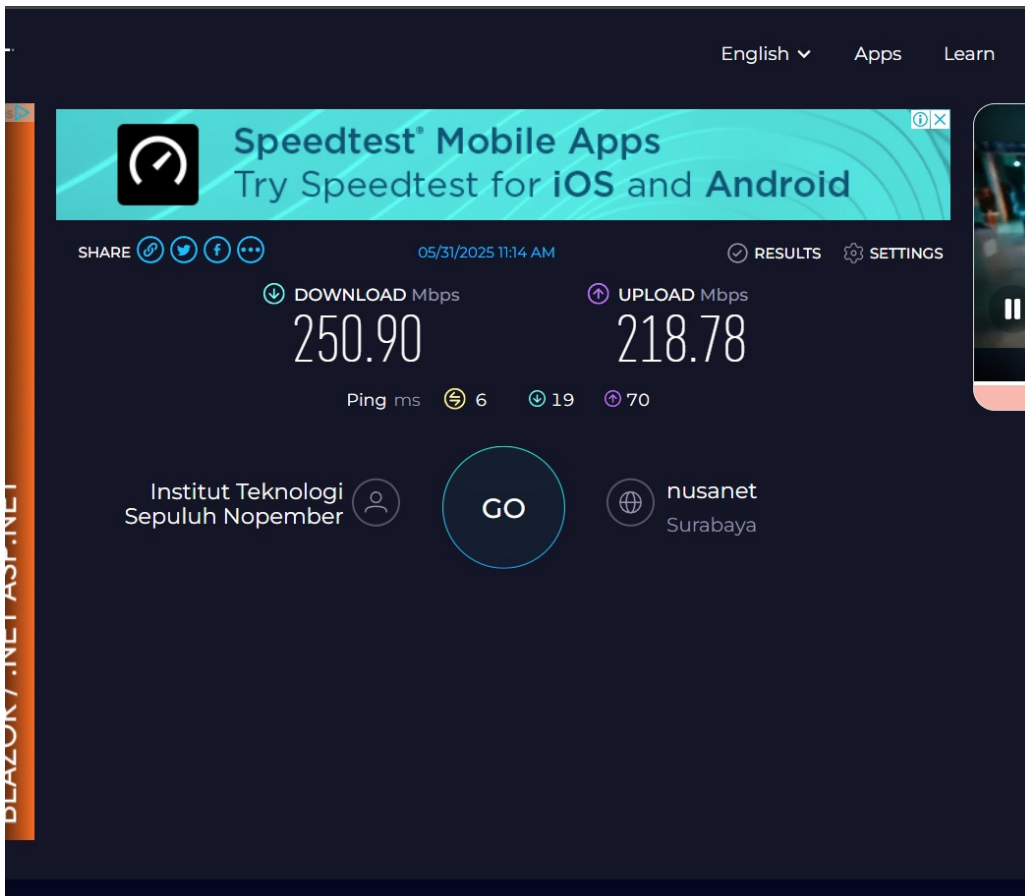 English Apps Learn
Speedtest® Mobile Apps
Try Speedtest for iOS and Android
SHARE 05/31/2025 11:14 AM RESULTS SETTINGS
DOWNLOAD Mbps UPLOAD Mbps
250.90 218.78
Ping ms 6 19 70
Institut Teknologi
Sepuluh Nopember
GO
nusanet
Surabaya
BLAZOR / .NET ASP.NET